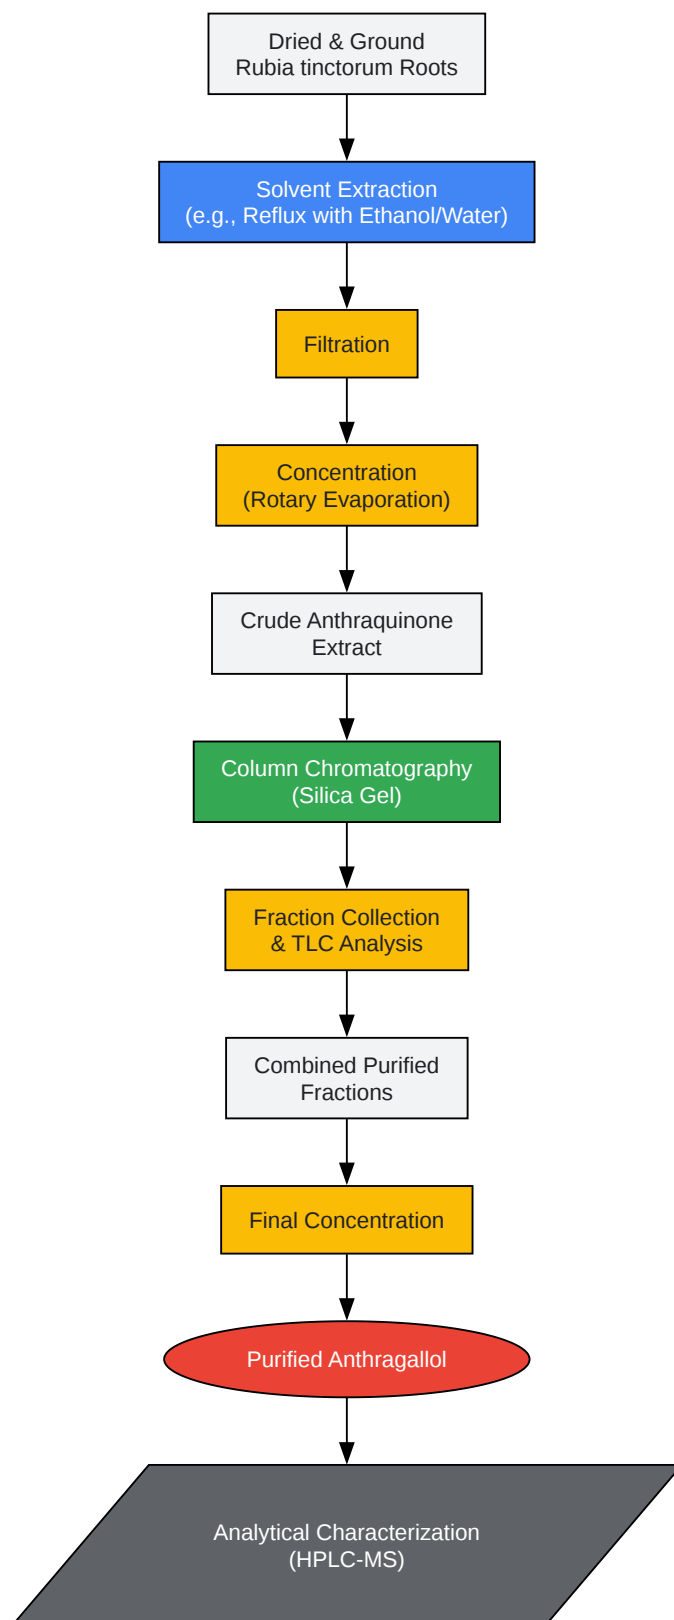 Dried & Ground
Rubia tinctorum Roots
Solvent Extraction
(e.g., Reflux with Ethanol/Water)
Filtration
Concentration
(Rotary Evaporation)
Crude Anthraquinone
Extract
Column Chromatography
(Silica Gel)
Fraction Collection
& TLC Analysis
Combined Purified
Fractions
Final Concentration
Purified Anthragallol
Analytical Characterization
(HPLC-MS)